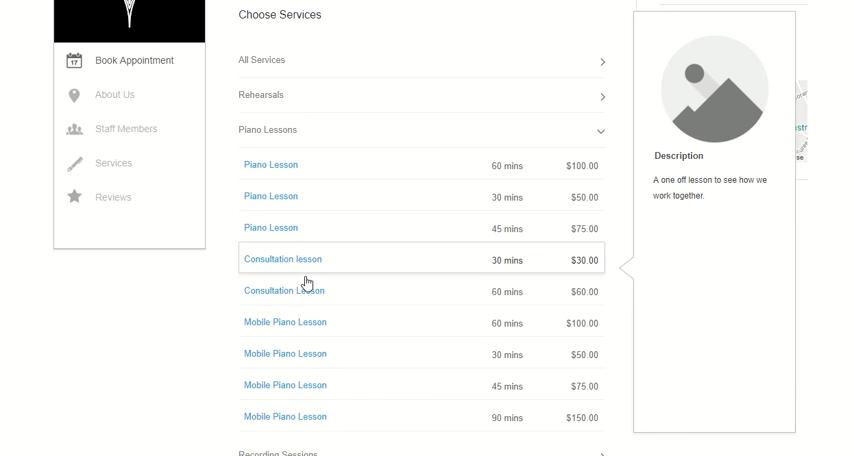 Choose Services
17
Book Appointment
About Us
Staff Members
Services
Reviews
All Services
Rehearsals
Piano Lessons
Piano Lesson 60 mins $100.00
Piano Lesson 30 mins $50.00
Piano Lesson 45 mins $75.00
Consultation lesson 30 mins $30.00
Consultation Lesson 60 mins $60.00
Mobile Piano Lesson 60 mins $100.00
Mobile Piano Lesson 30 mins $50.00
Mobile Piano Lesson 45 mins $75.00
Mobile Piano Lesson 90 mins $150.00
Recording Sessions
Description
A one off lesson to see how we
work together.